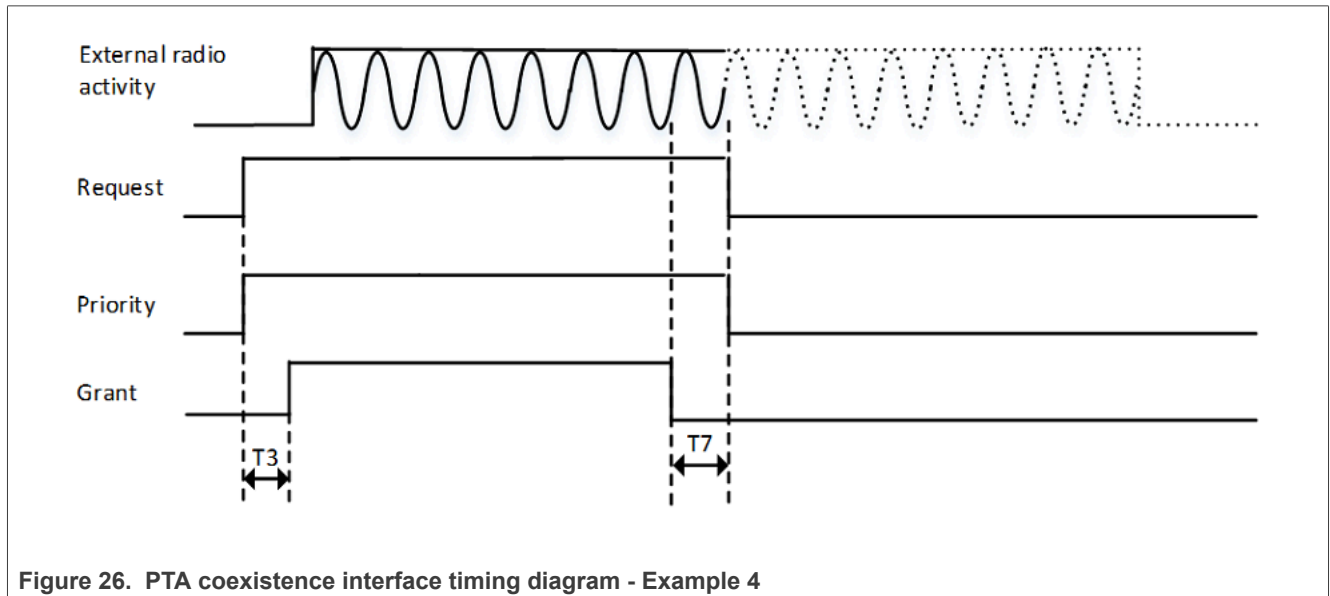 External radio
activity
Request
Priority
Grant
T3
T7
Figure 26. PTA coexistence interface timing diagram - Example 4